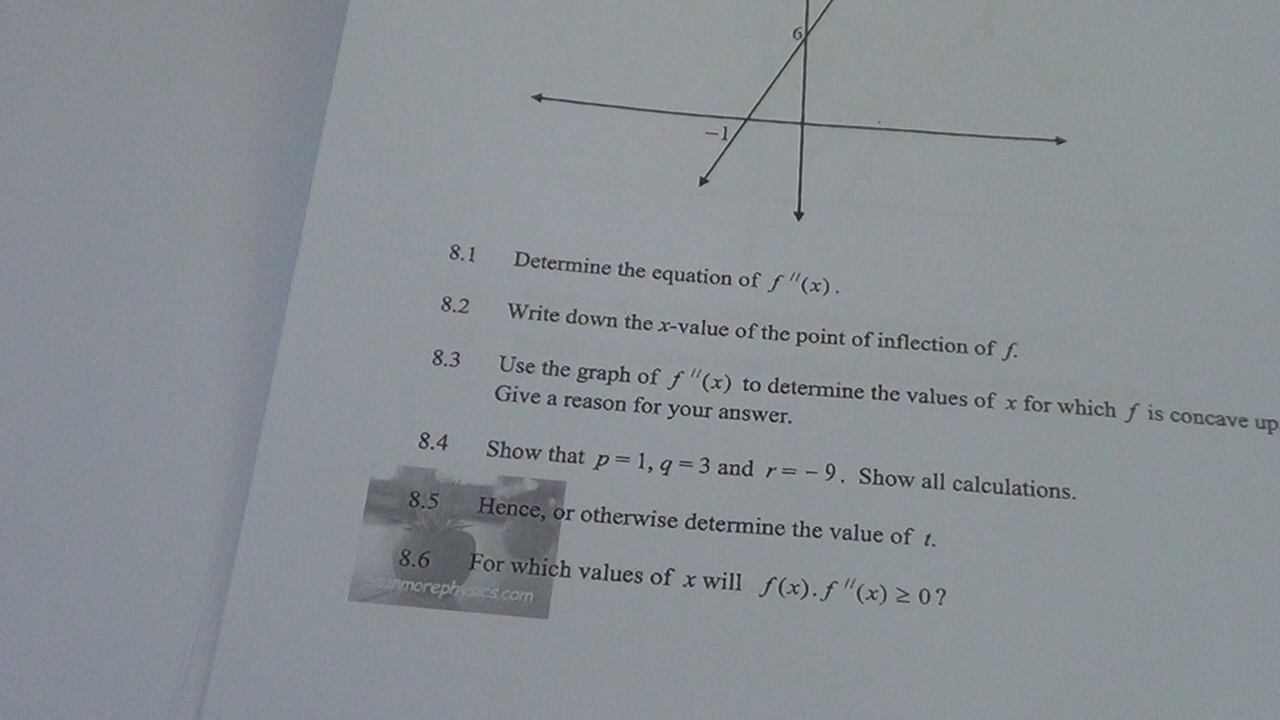 6
−1
8.1 Determine the equation of f ''(x).
8.2 Write down the x-value of the point of inflection of f.
8.3 Use the graph of f ''(x) to determine the values of x for which f is concave up
Give a reason for your answer.
8.4 Show that p = 1, q = 3 and r = − 9. Show all calculations.
8.5 Hence, or otherwise determine the value of t.
8.6 For which values of x will f(x). f ''(x) ≥ 0?
Stanmorephysics.com